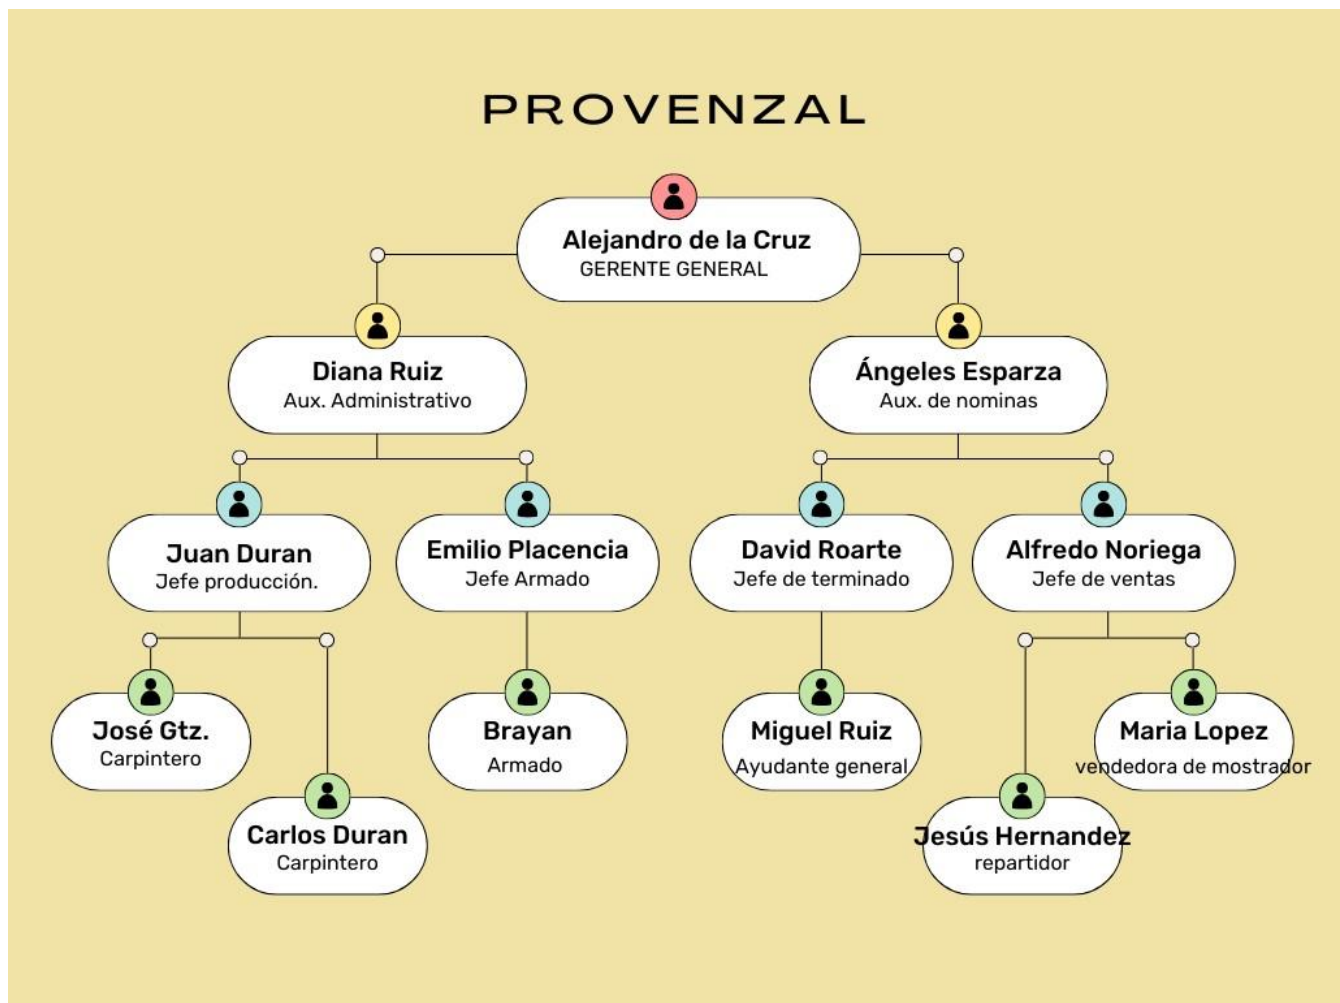 PROVENZAL
Alejandro de la Cruz
GERENTE GENERAL
Diana Ruiz
Aux. Administrativo
Ángeles Esparza
Aux. de nominas
Juan Duran
Jefe producción.
Emilio Placencia
Jefe Armado
David Roarte
Jefe de terminado
Alfredo Noriega
Jefe de ventas
José Gtz.
Carpintero
Carlos Duran
Carpintero
Brayan
Armado
Miguel Ruiz
Ayudante general
Jesús Hernandez
repartidor
Maria Lopez
vendedora de mostrador